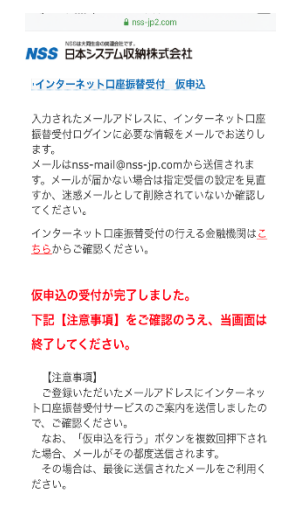 nss-jp2.com
NSSは大同生命の関連会社です。
NSS 日本システム収納株式会社
インターネット口座振替受付　仮申込
入力されたメールアドレスに、インターネット口座
振替受付ログインに必要な情報をメールでお送りし
ます。
メールはnss-mail@nss-jp.comから送信されま
す。メールが届かない場合は指定受信の設定を見直
すか、迷惑メールとして削除されていないか確認し
てください。
インターネット口座振替受付の行える金融機関はこ
ちらからご確認ください。
仮申込の受付が完了しました。
下記【注意事項】をご確認のうえ、当画面は
終了してください。
【注意事項】
ご登録いただいたメールアドレスにインターネッ
ト口座振替受付サービスのご案内を送信しましたの
で、ご確認ください。
なお、「仮申込を行う」ボタンを複数回押下され
た場合、メールがその都度送信されます。
その場合は、最後に送信されたメールをご利用く
ださい。